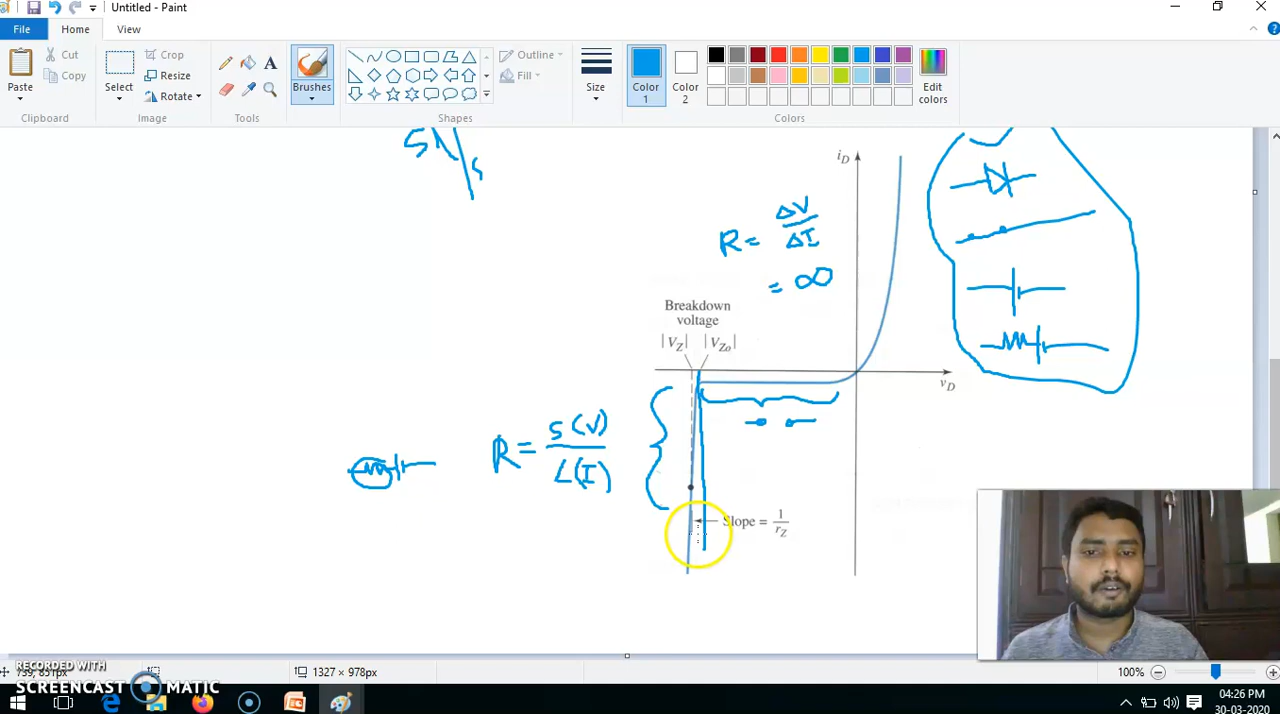 Untitled - Paint
File
Home
View
Paste
Cut
Copy
Clipboard
Select
Crop
Resize
Rotate
Image
A
Tools
Brushes
Outline
Fill
Shapes
Size
Color
1
Color
2
Edit
colors
Colors
i_D
R = ΔV/ΔI
= ∞
Breakdown
voltage
|V_Z| |V_Zo|
v_D
R = S(V)/L(I)
Slope = 1/r_Z
RECORDED WITH
SCREENCAST MATIC
1327 × 978px
100%
04:26 PM
30-03-2020